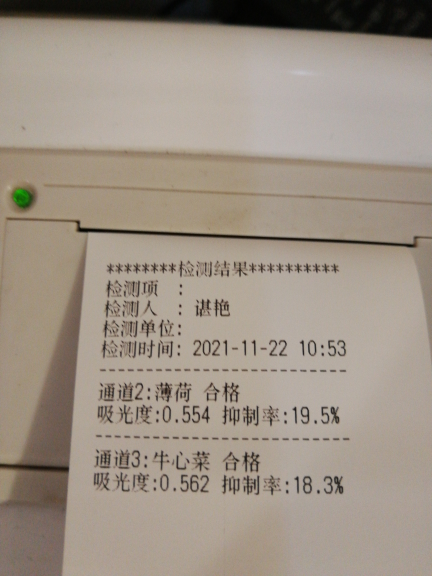 ********检测结果**********
检测项 :
检测人 : 谌艳
检测单位:
检测时间: 2021-11-22 10:53
----------------------------
通道2:薄荷 合格
吸光度:0.554 抑制率:19.5%
----------------------------
通道3:牛心菜 合格
吸光度:0.562 抑制率:18.3%